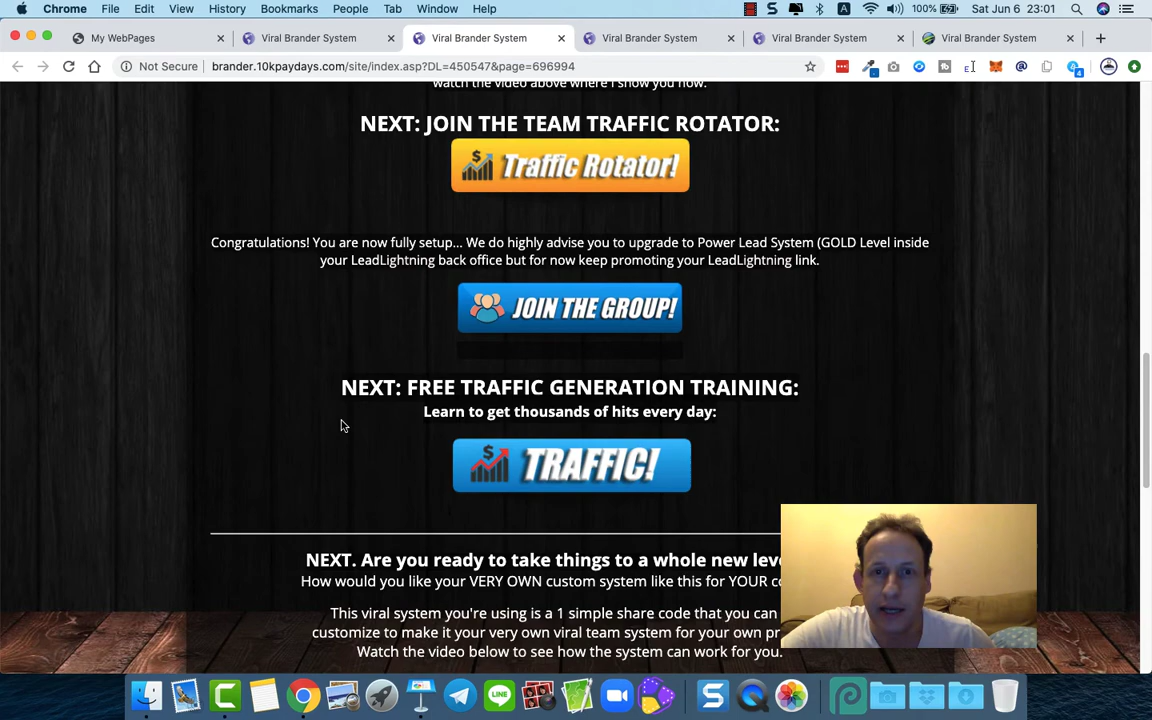 Chrome File Edit View History Bookmarks People Tab Window Help 100% Sat Jun 6 23:01
My WebPages Viral Brander System Viral Brander System Viral Brander System Viral Brander System Viral Brander System
Not Secure brander.10kpaydays.com/site/index.asp?DL=450547&page=696994
watch the video above where I show you how.
NEXT: JOIN THE TEAM TRAFFIC ROTATOR:
Traffic Rotator!
Congratulations! You are now fully setup... We do highly advise you to upgrade to Power Lead System (GOLD Level inside
your LeadLightning back office but for now keep promoting your LeadLightning link.
JOIN THE GROUP!
NEXT: FREE TRAFFIC GENERATION TRAINING:
Learn to get thousands of hits every day:
TRAFFIC!
NEXT. Are you ready to take things to a whole new leve
How would you like your VERY OWN custom system like this for YOUR c
This viral system you're using is a 1 simple share code that you can
customize to make it your very own viral team system for your own pr
Watch the video below to see how the system can work for you.